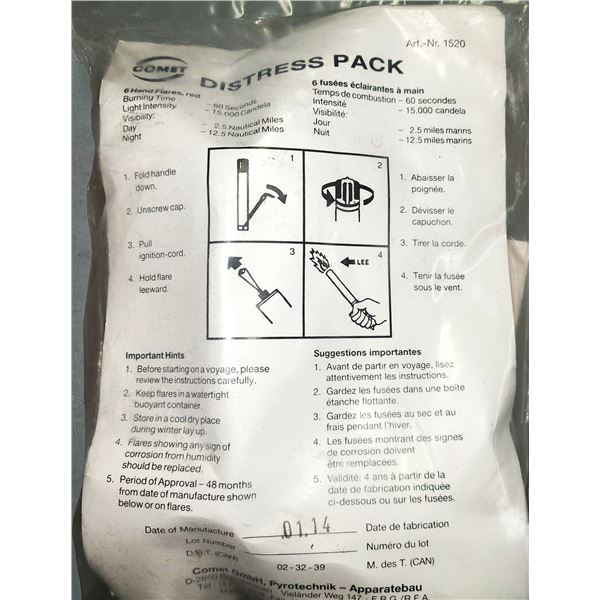 Art.-Nr. 1520
COMET
DISTRESS PACK
6 Hand Flares, red
Burning Time – 60 Seconds
Light Intensity – 15.000 Candela
Visibility:
Day – 2.5 Nautical Miles
Night – 12.5 Nautical Miles
6 fusées éclairantes à main
Temps de combustion – 60 secondes
Intensité – 15.000 candela
Visibilité:
Jour – 2.5 miles marins
Nuit – 12.5 miles marins
1. Fold handle
down.
2. Unscrew cap.
3. Pull
ignition-cord.
4. Hold flare
leeward.
1
2
3
4
LEE
1. Abaisser la
poignée.
2. Dévisser le
capuchon.
3. Tirer la corde.
4. Tenir la fusée
sous le vent.
Important Hints
1. Before starting on a voyage, please
review the instructions carefully.
2. Keep flares in a watertight
buoyant container.
3. Store in a cool dry place
during winter lay up.
4. Flares showing any sign of
corrosion from humidity
should be replaced.
5. Period of Approval – 48 months
from date of manufacture shown
below or on flares.
Suggestions importantes
1. Avant de partir en voyage, lisez
attentivement les instructions.
2. Gardez les fusées dans une boîte
étanche flottante.
3. Gardez les fusées au sec et au
frais pendant l'hiver.
4. Les fusées montrant des signes
de corrosion doivent
être remplacées.
5. Validité: 4 ans à partir de la
date de fabrication indiquée
ci-dessous ou sur les fusées.
Date of Manufacture 01.14 Date de fabrication
Lot Number Numéro du lot
D.O.T. (CAN) 02-32-39 M. des T. (CAN)
Comet GmbH, Pyrotechnik – Apparatebau
Vieländer Weg 147 · F.R.G./R.F.A.